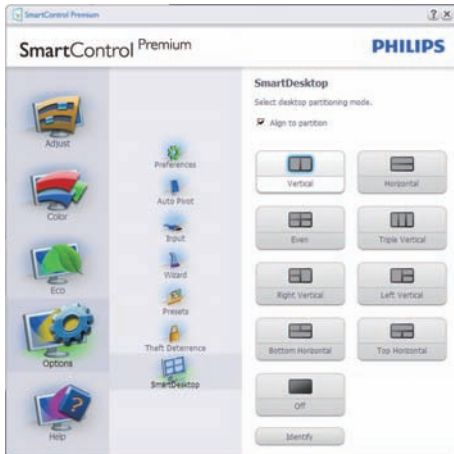 SmartControl Premium
SmartControl Premium
PHILIPS
Adjust
Color
Eco
Options
Help
Preferences
Auto Pivot
Input
Wizard
Presets
Theft Deterrence
SmartDesktop
SmartDesktop
Select desktop partitioning mode.
Align to partition
Vertical
Horizontal
Even
Triple Vertical
Right Vertical
Left Vertical
Bottom Horizontal
Top Horizontal
Off
Identify